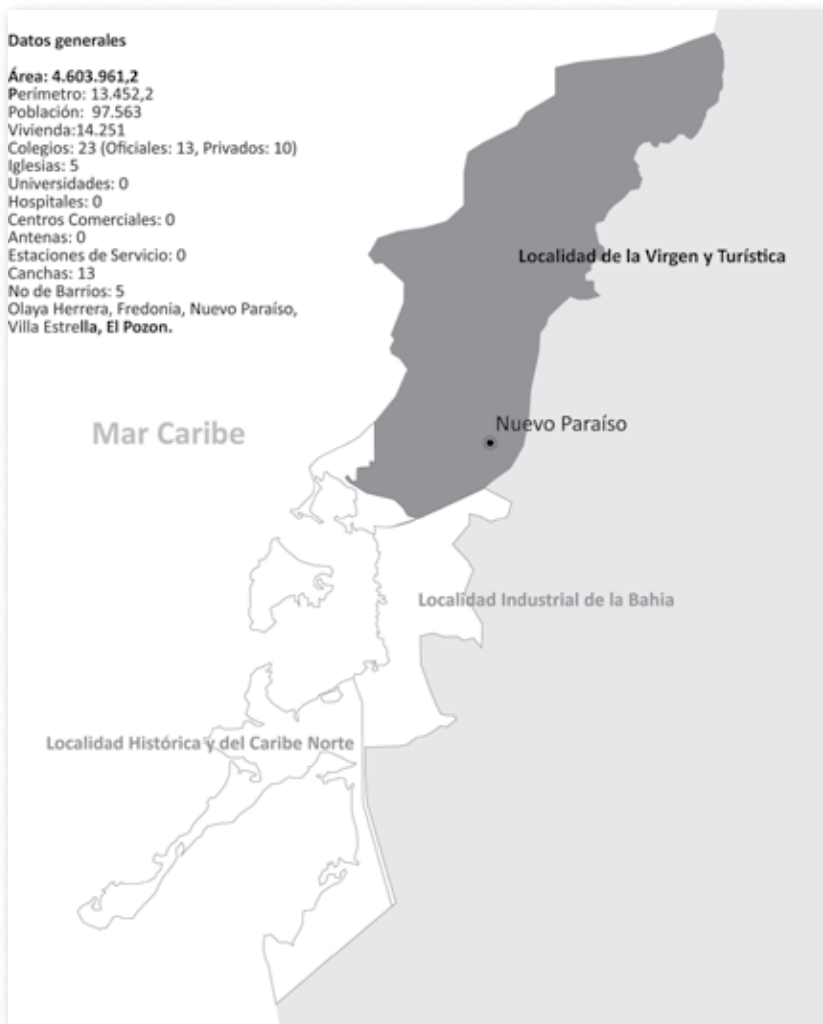 Datos generales
Área: 4.603.961,2
Perímetro: 13.452,2
Población: 97.563
Vivienda:14.251
Colegios: 23 (Oficiales: 13, Privados: 10)
Iglesias: 5
Universidades: 0
Hospitales: 0
Centros Comerciales: 0
Antenas: 0
Estaciones de Servicio: 0
Canchas: 13
No de Barrios: 5
Olaya Herrera, Fredonia, Nuevo Paraíso,
Villa Estrella, El Pozon.
Localidad de la Virgen y Turística
Nuevo Paraíso
Mar Caribe
Localidad Industrial de la Bahia
Localidad Histórica y del Caribe Norte